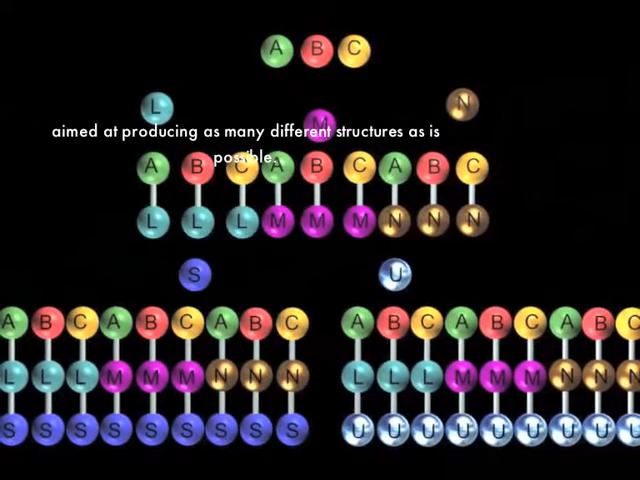 A B C
L M N
aimed at producing as many different structures as is
possible.
A B C A B C A B C
L L L M M M N N N
S U
A B C A B C A B C A B C A B C A B C
L L L M M M N N N L L L M M M N N N
S S S S S S S S S U U U U U U U U U